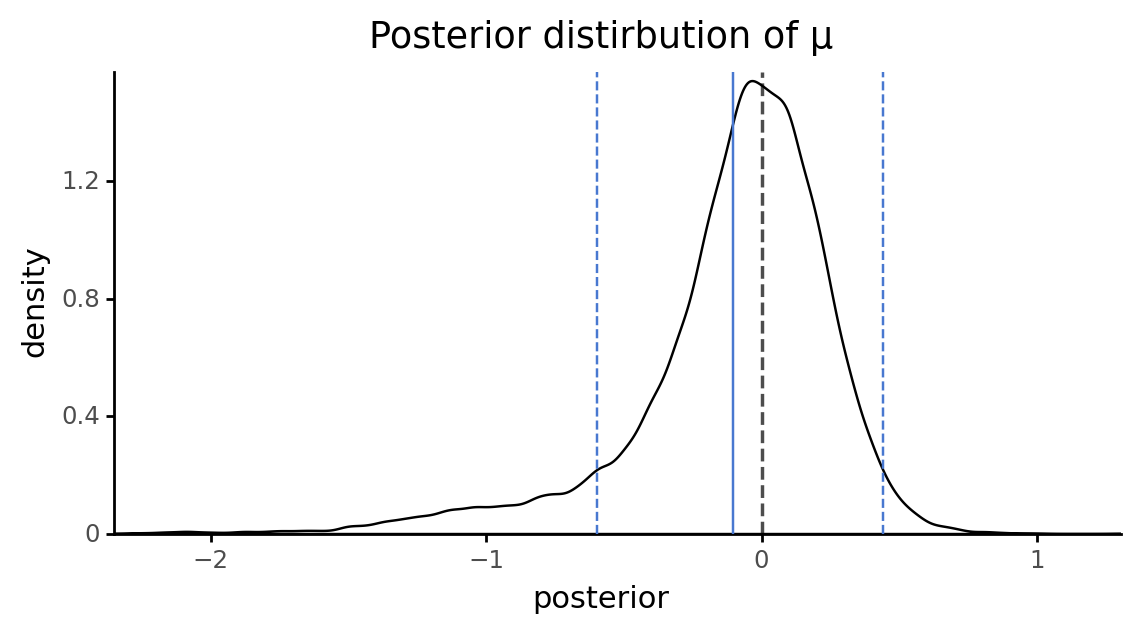 Posterior distirbution of μ
density
1.2
0.8
0.4
0
−2
−1
0
1
posterior